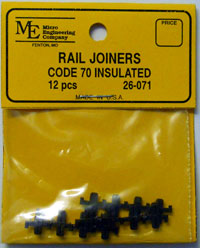 ME
Micro
Engineering
Company
FENTON, MO
PRICE
RAIL JOINERS
CODE 70 INSULATED
12 pcs 26-071
MADE IN U.S.A.